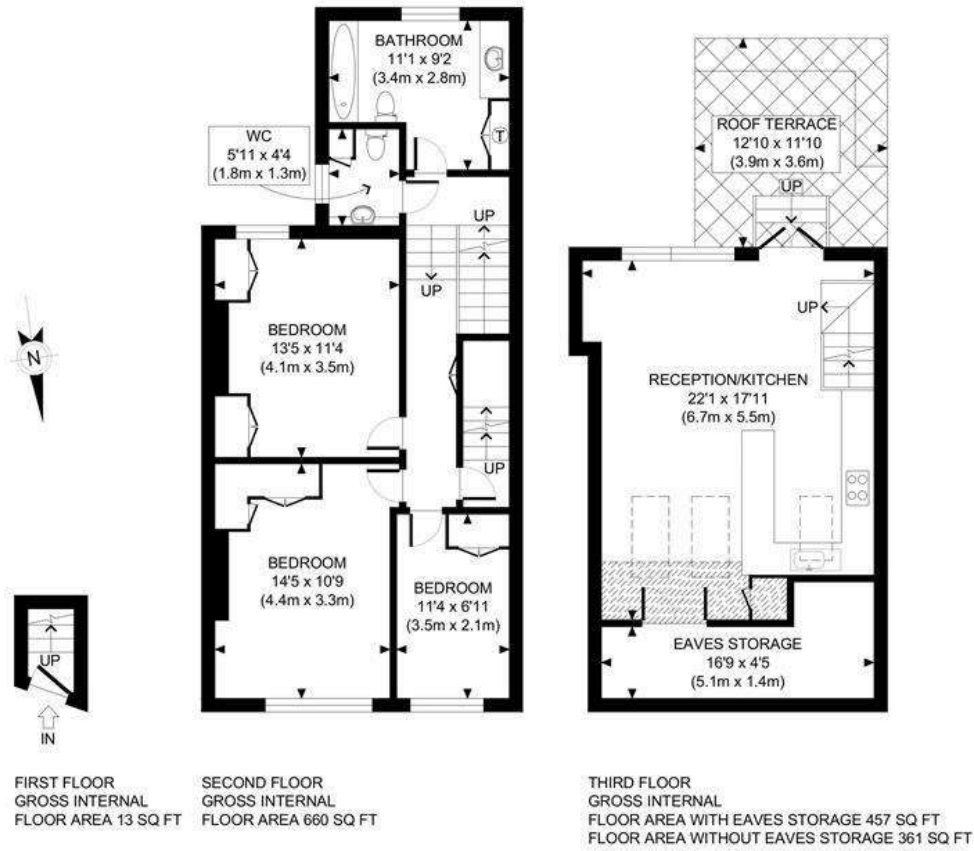 BATHROOM
11'1 x 9'2
(3.4m x 2.8m)
T
WC
5'11 x 4'4
(1.8m x 1.3m)
UP
UP
BEDROOM
13'5 x 11'4
(4.1m x 3.5m)
UP
BEDROOM
14'5 x 10'9
(4.4m x 3.3m)
BEDROOM
11'4 x 6'11
(3.5m x 2.1m)
N
UP
IN
ROOF TERRACE
12'10 x 11'10
(3.9m x 3.6m)
UP
UP
RECEPTION/KITCHEN
22'1 x 17'11
(6.7m x 5.5m)
EAVES STORAGE
16'9 x 4'5
(5.1m x 1.4m)
FIRST FLOOR
GROSS INTERNAL
FLOOR AREA 13 SQ FT
SECOND FLOOR
GROSS INTERNAL
FLOOR AREA 660 SQ FT
THIRD FLOOR
GROSS INTERNAL
FLOOR AREA WITH EAVES STORAGE 457 SQ FT
FLOOR AREA WITHOUT EAVES STORAGE 361 SQ FT